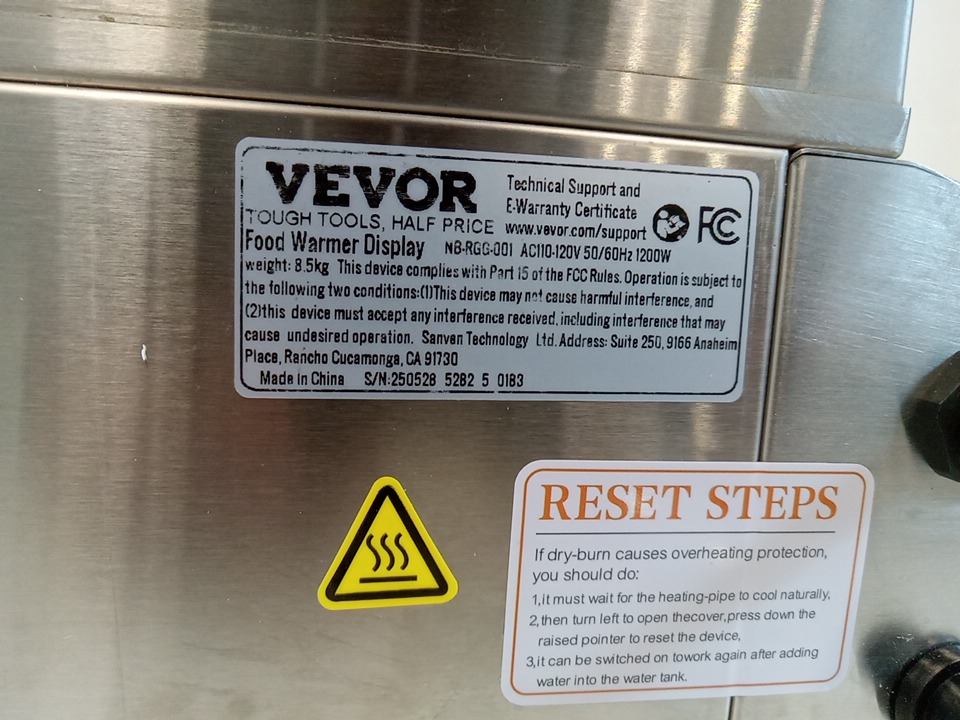 VEVOR
TOUGH TOOLS, HALF PRICE
Technical Support and
E-Warranty Certificate
www.vevor.com/support
FC
Food Warmer Display NB-RGG-001 AC110-120V 50/60Hz 1200W
weight: 8.5kg This device complies with Part 15 of the FCC Rules. Operation is subject to
the following two conditions:(1)This device may not cause harmful interference, and
(2)this device must accept any interference received, including interference that may
cause undesired operation. Sanven Technology Ltd. Address: Suite 250, 9166 Anaheim
Place, Rancho Cucamonga, CA 91730
Made in China S/N:250528 5282 5 0183
RESET STEPS
If dry-burn causes overheating protection,
you should do:
1,it must wait for the heating-pipe to cool naturally,
2,then turn left to open thecover,press down the
raised pointer to reset the device,
3,it can be switched on towork again after adding
water into the water tank.